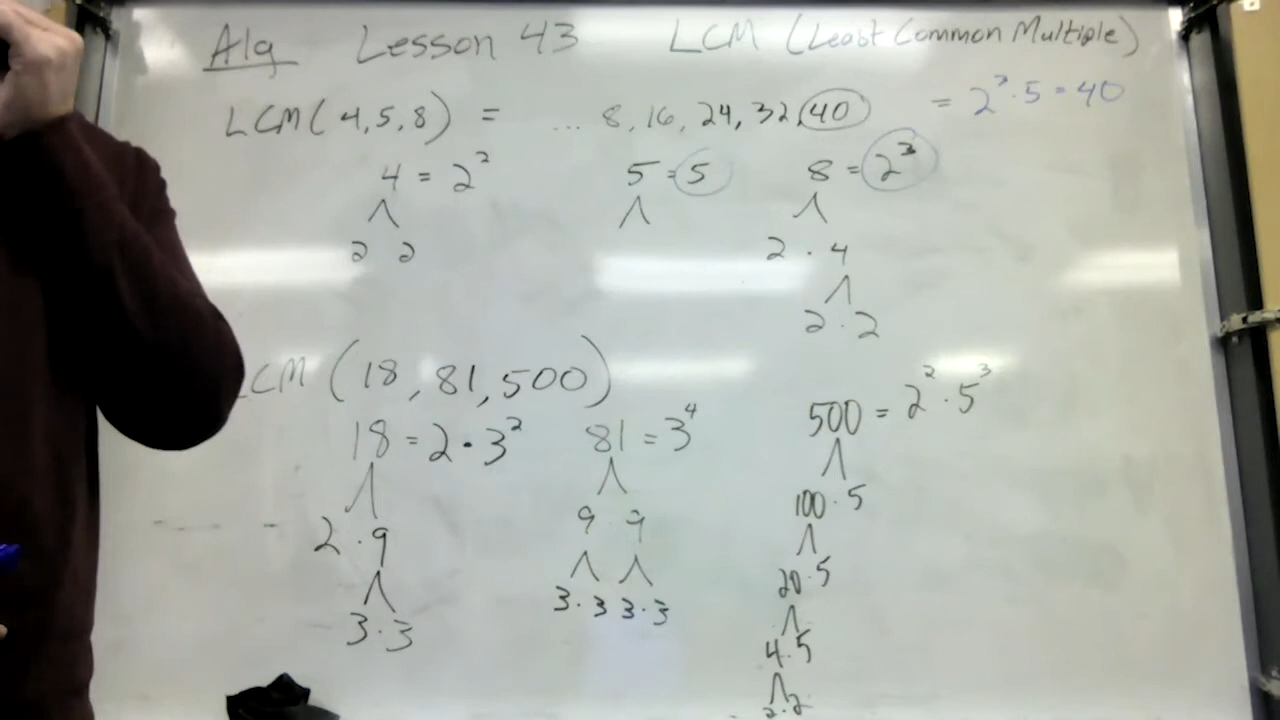 Alg Lesson 43 LCM (Least Common Multiple)
LCM(4,5,8) = ... 8, 16, 24, 32, 40 = 2³·5=40
4 = 2² 5=5 8 = 2³
2 2 2 · 4
2 · 2
LCM (18, 81, 500)
18 = 2 · 3² 81 = 3⁴ 500 = 2² · 5³
2 · 9 9 · 9 100 · 5
3 · 3 3 · 3 3 · 3 20 · 5
4 · 5
2 · 2